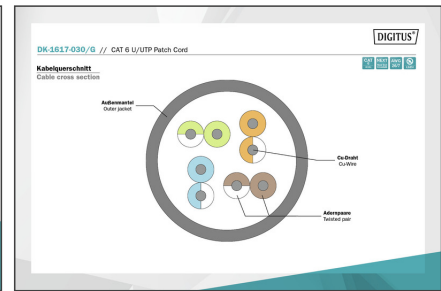 DIGITUS®
DK-1617-030/G // CAT 6 U/UTP Patch Cord
Kabelquerschnitt
Cable cross section
Außenmantel
Outer jacket
Cu-Draht
Cu-Wire
Adernpaare
Twisted pair